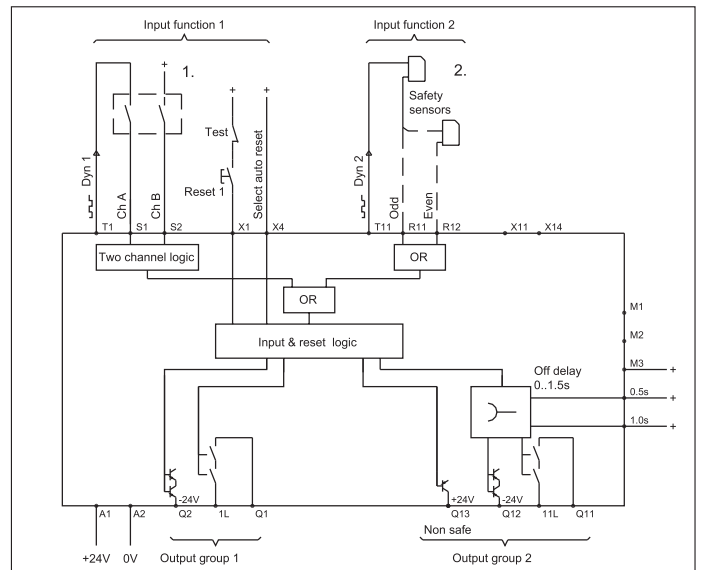 Input function 1
Input function 2
+
1.
2.
+
+
Safety
sensors
Test
Reset 1
Dyn 1
Ch A
Ch B
Select auto reset
Dyn 2
Odd
Even
T1
S1
S2
X1
X4
T11
R11
R12
X11
X14
Two channel logic
OR
OR
Input & reset logic
M1
M2
M3
+
Off delay
0..1.5s
0.5s
+
1.0s
+
-24V
+24V
-24V
A1
A2
Q2
1L
Q1
Q13
Q12
11L
Q11
Non safe
+24V
0V
Output group 1
Output group 2